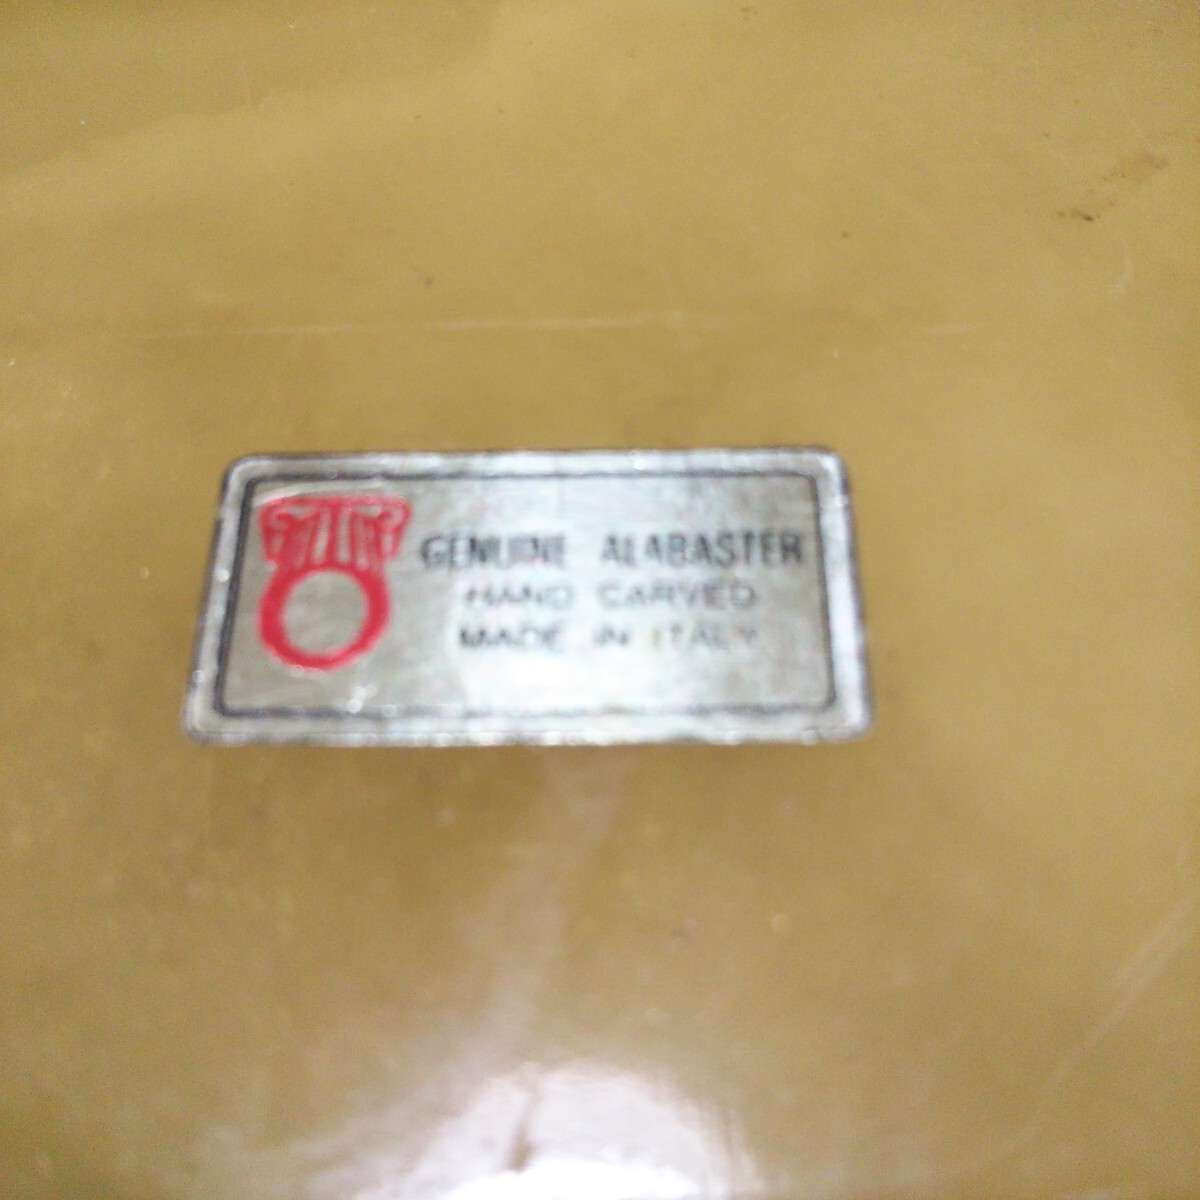 GENUINE ALABASTER
HAND CARVED
MADE IN ITALY